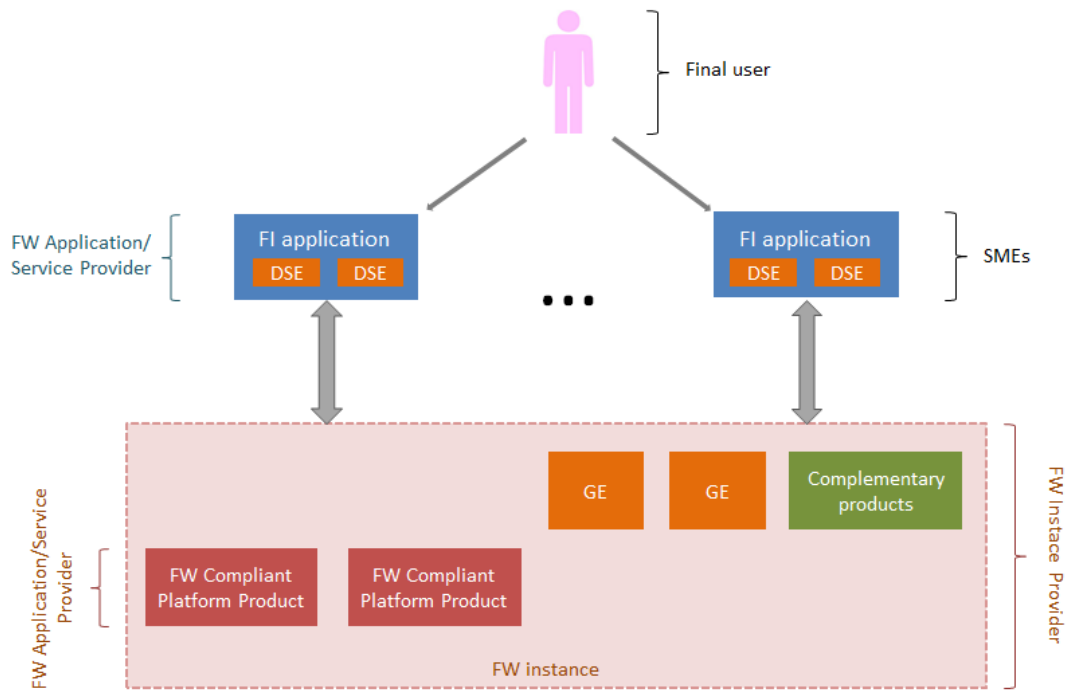 Final user
FW Application/
Service Provider
FI application
DSE
DSE
FI application
DSE
DSE
SMEs
...
FW Application/Service
Provider
GE
GE
Complementary
products
FW Compliant
Platform Product
FW Compliant
Platform Product
FW instance
FW Instace Provider